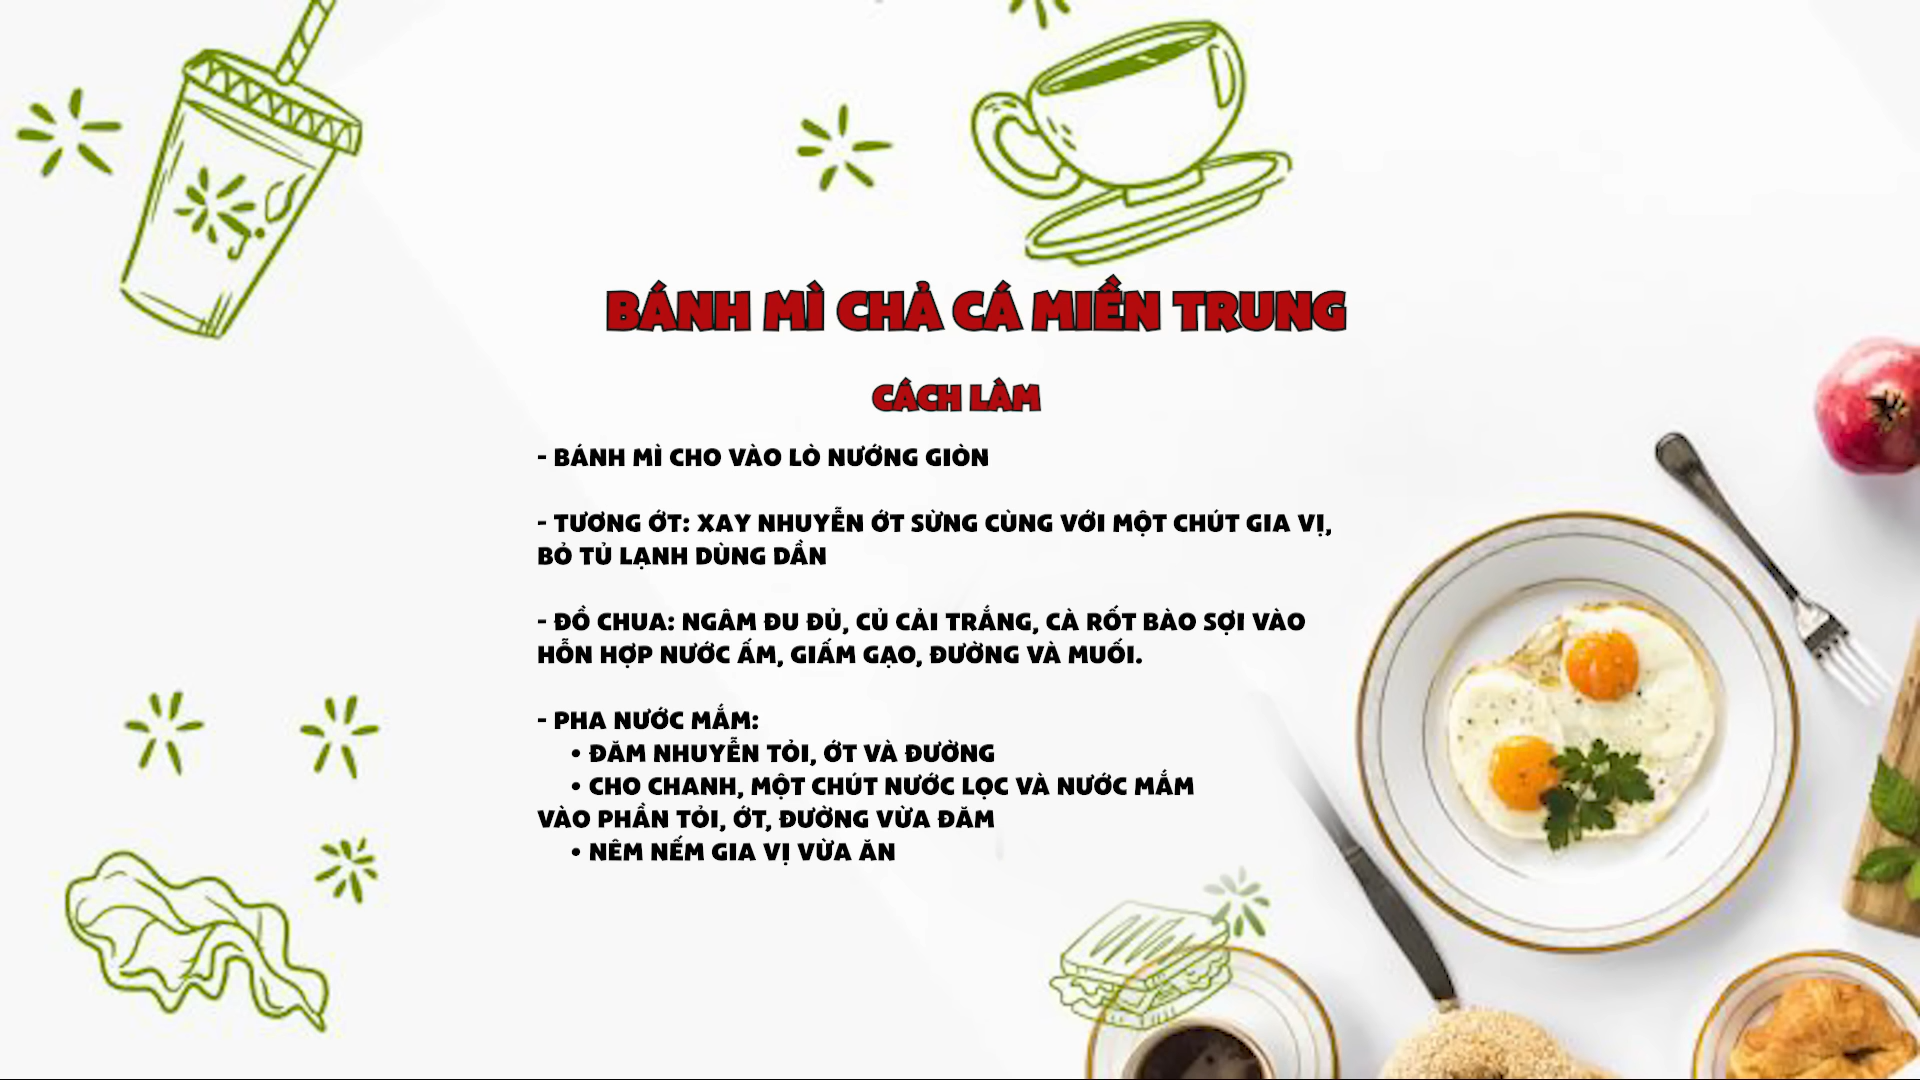 BÁNH MÌ CHẢ CÁ MIỀN TRUNG
CÁCH LÀM
- BÁNH MÌ CHO VÀO LÒ NƯỚNG GIÒN
- TƯƠNG ỚT: XAY NHUYỄN ỚT SỪNG CÙNG VỚI MỘT CHÚT GIA VỊ,
BỎ TỦ LẠNH DÙNG DẦN
- ĐỒ CHUA: NGÂM ĐU ĐỦ, CỦ CẢI TRẮNG, CÀ RỐT BÀO SỢI VÀO
HỖN HỢP NƯỚC ẤM, GIẤM GẠO, ĐƯỜNG VÀ MUỐI.
- PHA NƯỚC MẮM:
• ĐĂM NHUYỄN TỎI, ỚT VÀ ĐƯỜNG
• CHO CHANH, MỘT CHÚT NƯỚC LỌC VÀ NƯỚC MẮM
VÀO PHẦN TỎI, ỚT, ĐƯỜNG VỪA ĐĂM
• NÊM NẾM GIA VỊ VỪA ĂN